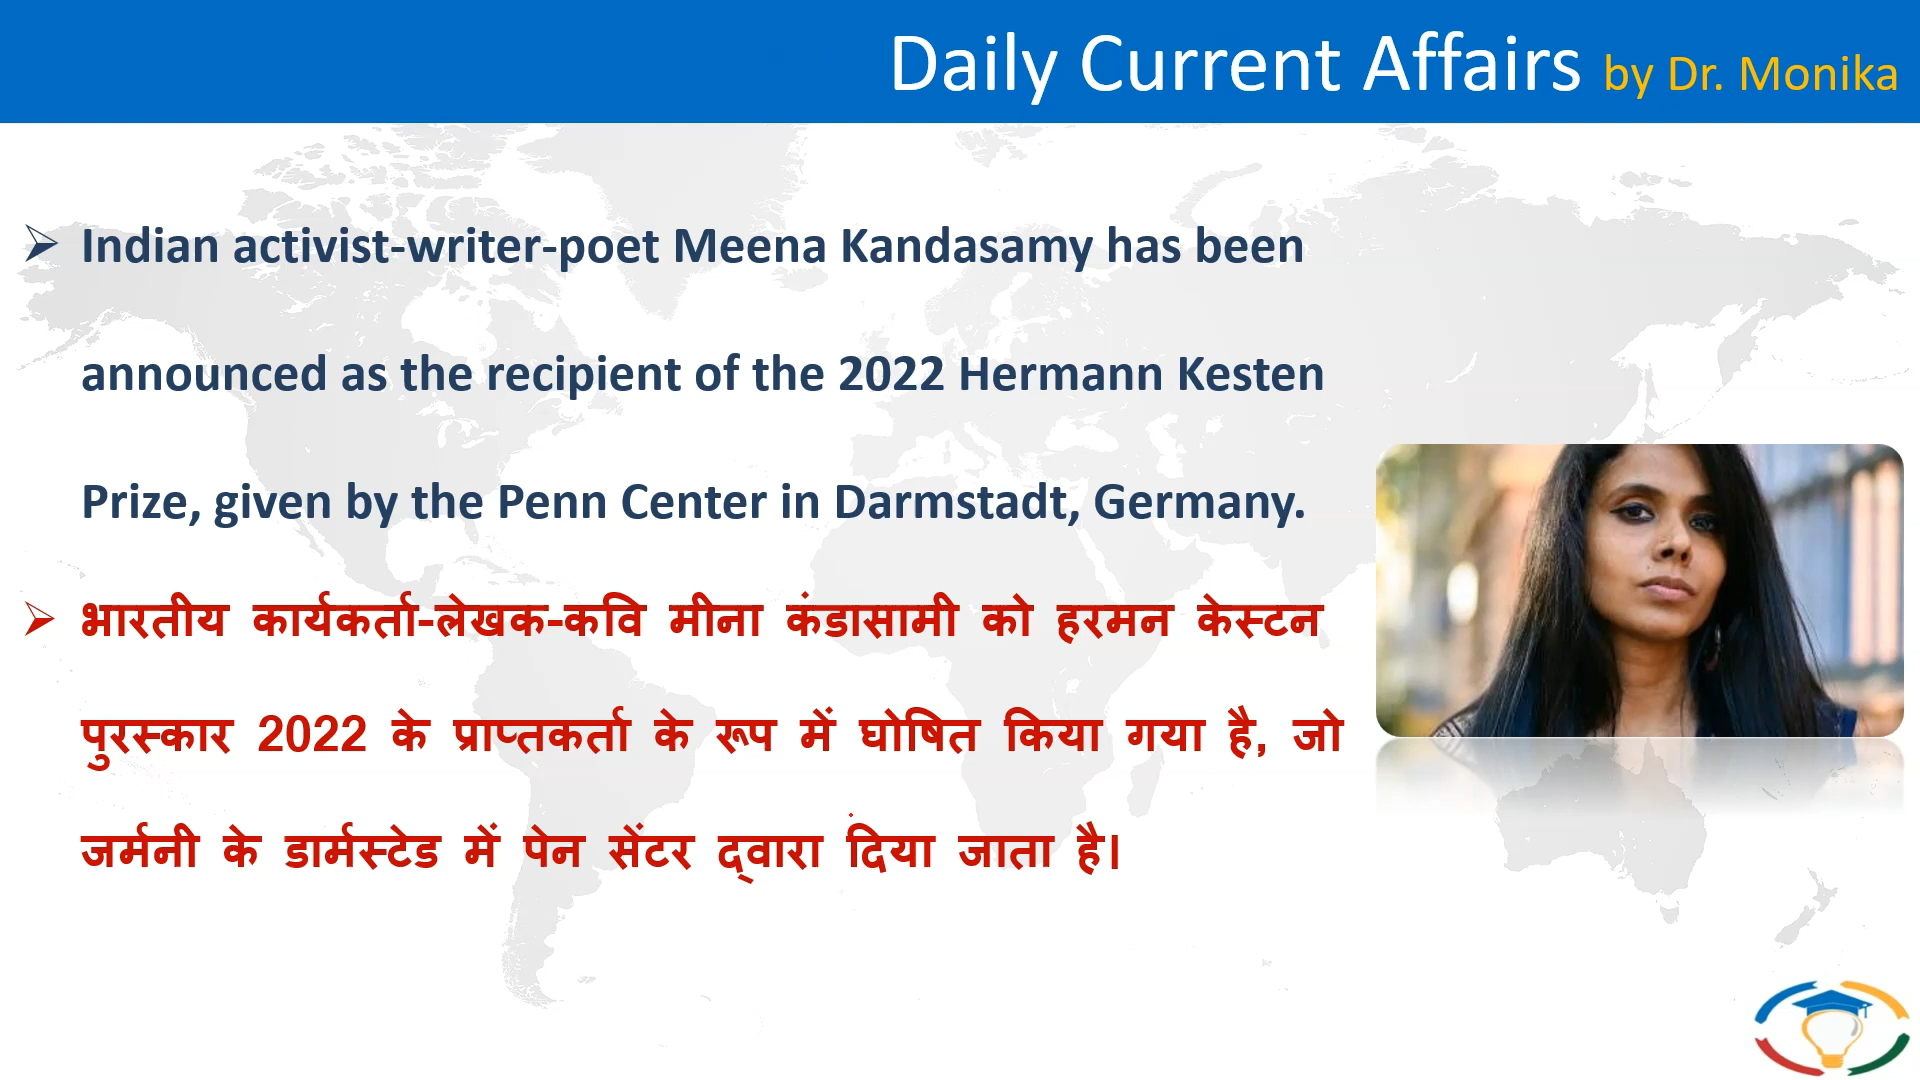 Daily Current Affairs by Dr. Monika
Indian activist-writer-poet Meena Kandasamy has been
announced as the recipient of the 2022 Hermann Kesten
Prize, given by the Penn Center in Darmstadt, Germany.
भारतीय कार्यकर्ता-लेखक-कवि मीना कंडासामी को हरमन केस्टन
पुरस्कार 2022 के प्राप्तकर्ता के रूप में घोषित किया गया है, जो
जर्मनी के डार्मस्टेड में पेन सेंटर द्वारा दिया जाता है।